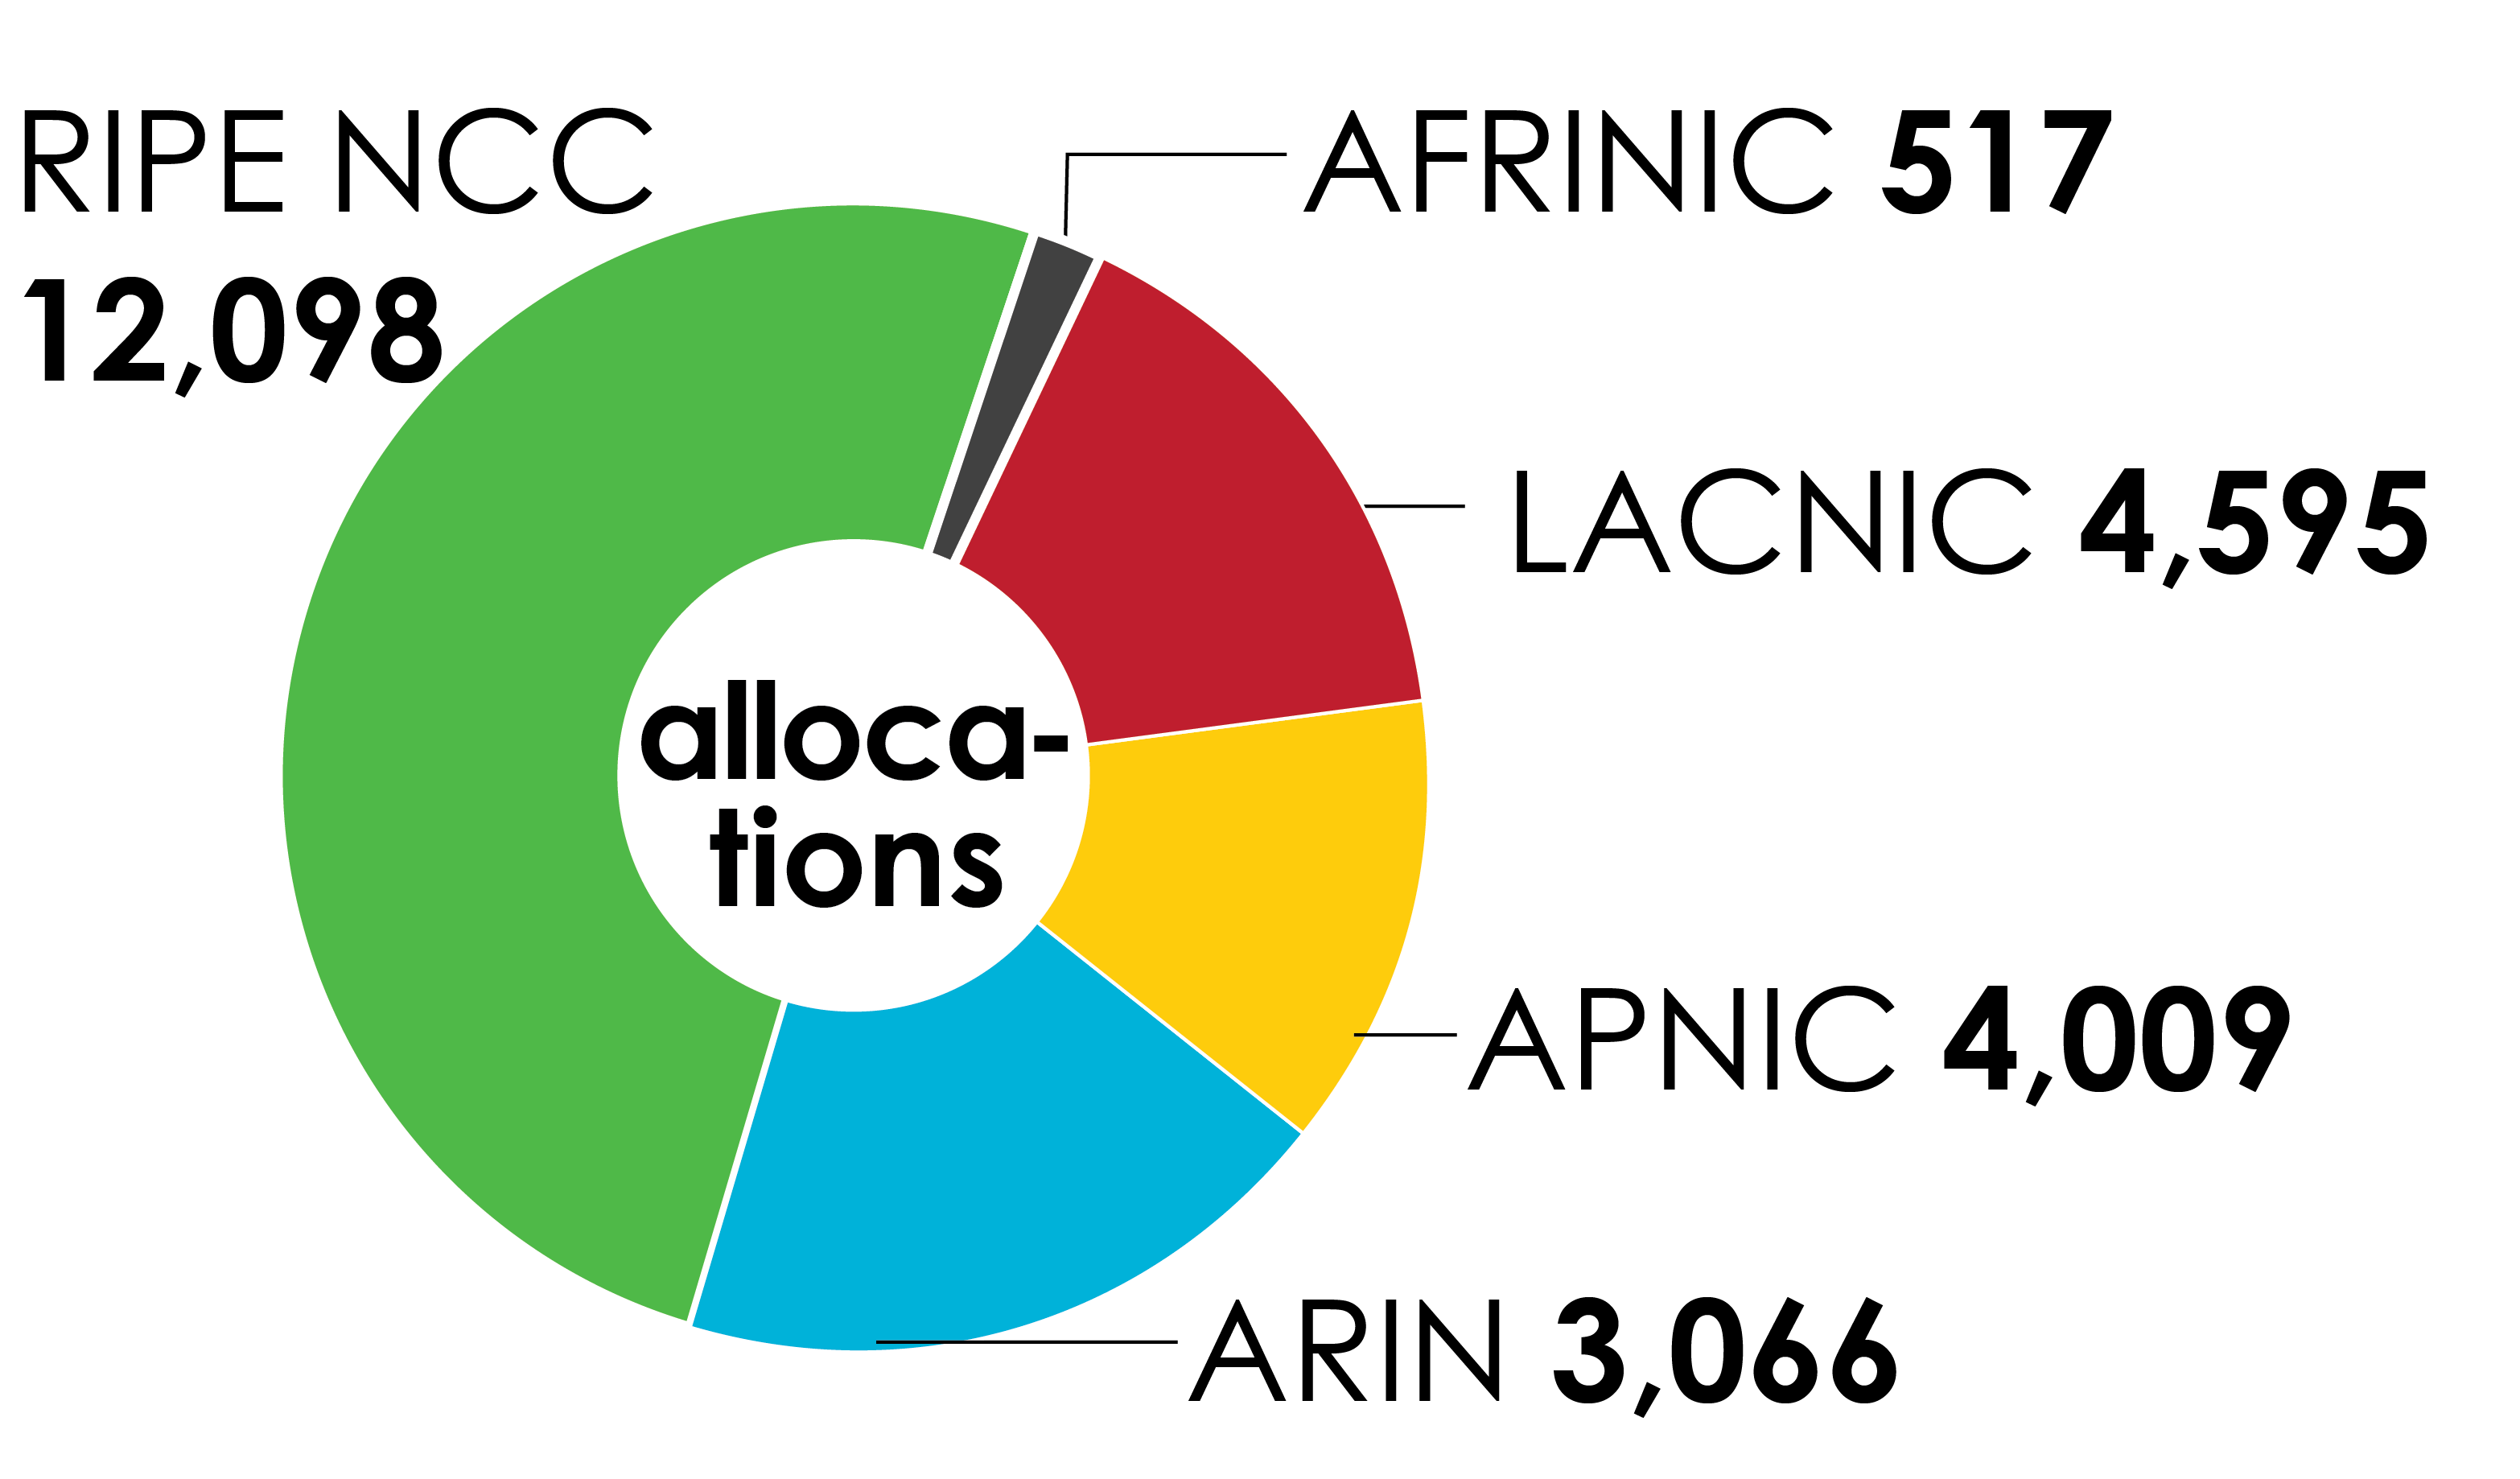 RIPE NCC
12,098
AFRINIC 517
LACNIC 4,595
alloca-
tions
APNIC 4,009
ARIN 3,066